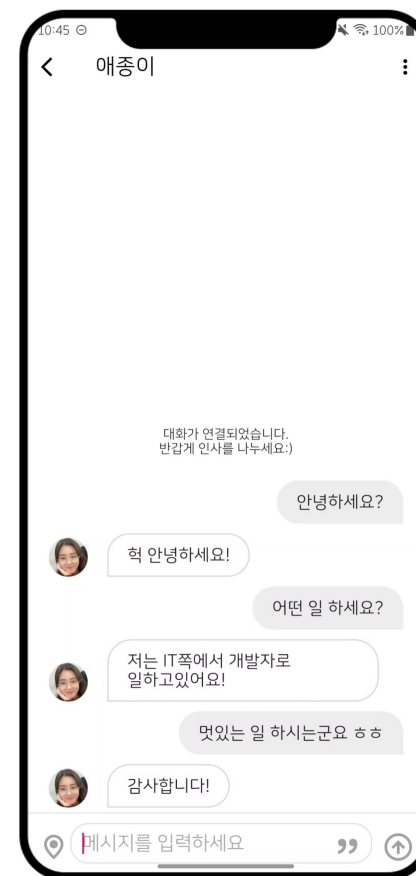 10:45
100%
애종이
대화가 연결되었습니다.
반갑게 인사를 나누세요:)
안녕하세요?
헉 안녕하세요!
어떤 일 하세요?
저는 IT쪽에서 개발자로
일하고있어요!
멋있는 일 하시는군요 ㅎㅎ
감사합니다!
메시지를 입력하세요